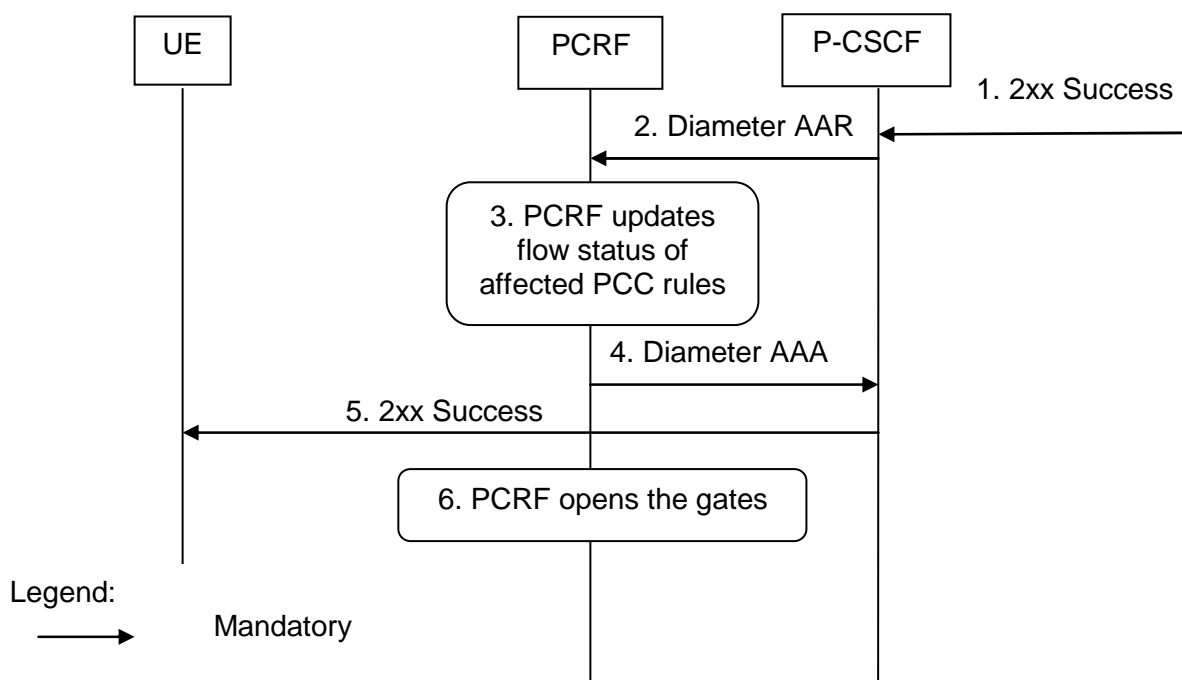 UE
PCRF
P-CSCF
1. 2xx Success
2. Diameter AAR
3. PCRF updates
flow status of
affected PCC rules
4. Diameter AAA
5. 2xx Success
6. PCRF opens the gates
Legend:
Mandatory